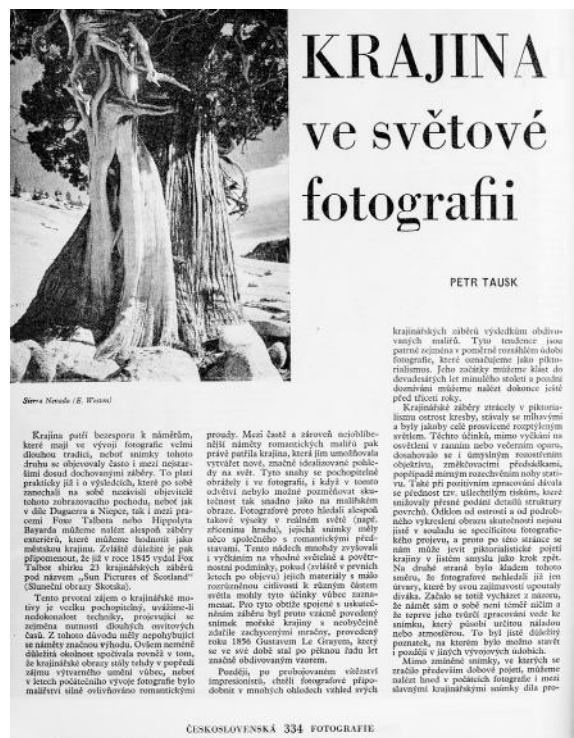 KRAJINA
ve světové
fotografii
PETR TAUSK
Sierra Nevada (E. Weston)
Krajina patří bezesporu k námětům,
které mají ve vývoji fotografie velmi
dlouhou tradici, neboť snímky tohoto
druhu se objevovaly často i mezi nejstar-
šími dosud dochovanými záběry. To platí
prakticky již i o výsledcích, které po sobě
zanechali na sobě nezávislí objevitelé
tohoto zobrazovacího pochodu, neboť jak
v díle Daguerra a Niepce, tak i mezi pra-
cemi Foxe Talbota nebo Hippolyta
Bayarda můžeme nalézt alespoň záběry
exteriérů, které můžeme hodnotit jako
městskou krajinu. Zvláště důležité je pak
připomenout, že již v roce 1845 vydal Fox
Talbot sbírku 23 krajinářských záběrů
pod názvem „Sun Pictures of Scotland“
(Sluneční obrazy Skotska).
Tento prvotní zájem o krajinářské mo-
tivy je vcelku pochopitelný, uvážíme-li
nedokonalost techniky, projevující se
zejména nutností dlouhých osvitových
časů. Z tohoto důvodu měly nepohybující
se náměty značnou výhodu. Ovšem neméně
důležitá okolnost spočívala rovněž v tom,
že krajinářské obrazy stály tehdy v popředí
zájmu výtvarného umění vůbec, neboť
v letech počátečního vývoje fotografie bylo
malířství silně ovlivňováno romantickými
proudy. Mezi časté a zároveň nejoblíbe-
nější náměty romantických malířů pak
právě patřila krajina, která jim umožňovala
vytvářet nové, značně idealizované pohle-
dy na svět. Tyto snahy se pochopitelně
obrážely i ve fotografii, i když v tomto
odvětví nebylo možné pozměňovat sku-
tečnost tak snadno jako na malířském
obraze. Fotografové proto hledali alespoň
takové výseky v reálném světě (např.
zříceninu hradu), jejichž snímky měly
něco společného s romantickými před-
stavami. Tento nádech mnohdy zvyšovali
i vyčkáním na vhodné světelné a povětr-
nostní podmínky, pokud (zvláště v prvních
letech po objevu) jejich materiály s málo
rozrůzněnou citlivostí k různým částem
světla mohly tyto účinky vůbec zazna-
menat. Pro tyto obtíže spojené s uskuteč-
něním záběru byl proto vzácně povedený
snímek mořské krajiny s neobyčejně
zdařile zachycenými mračny, provedený
roku 1856 Gustavem Le Grayem, který
se ve své době stal po pěknou řadu let
značně obdivovaným vzorem.
Později, po probojovaném vítězství
impresionistů, chtěli fotografové připo-
dobnit v mnohých ohledech vzhled svých
krajinářských záběrů výsledkům obdivo-
vaných malířů. Tyto tendence jsou
patrné zejména v poměrně rozsáhlém údobí
fotografie, které označujeme jako pikto-
rialismus. Jeho začátky můžeme klást do
devadesátých let minulého století a pozdní
doznívání můžeme nalézt dokonce ještě
před třiceti roky.
Krajinářské záběry ztrácely v piktoria-
lismu ostrost kresby, stávaly se mlhavými
a byly jakoby celé prosvícené rozptýleným
světlem. Těchto účinků, mimo vyčkání na
osvětlení v ranním nebo večerním oparu,
dosahovalo se i úmyslným rozostřením
objektivu, změkčovacími předsádkami,
popřípadě mírným rozechvěním nohy stati-
vu. Také při pozitivním zpracování dávala
se přednost tzv. ušlechtilým tiskům, které
snižovaly přesné podání detailů struktury
povrchů. Odklon od ostrosti a od podrob-
ného vykreslení obrazu skutečnosti nejsou
jistě v souladu se specifičností fotografic-
kého projevu, a proto po této stránce se
nám může jevit piktorialistické pojetí
krajiny v jistém smyslu jako krok zpět.
Na druhé straně bylo kladem tohoto
směru, že fotografové nehledali již jen
útvary, které by svou zajímavostí upoutaly
diváka. Začalo se totiž vycházet z názoru,
že námět sám o sobě není téměř ničím a
že teprve jeho tvůrčí zpracování vede ke
snímku, který působí určitou náladou
nebo atmosférou. To byl jistě důležitý
poznatek, na kterém bylo možné stavět
i později v jiných vývojových údobích.
Mimo zmíněné snímky, ve kterých se
zračilo především dobové pojetí, můžeme
nalézt hned v počátcích fotografie i mezi
slavnými krajinářskými snímky díla pro-
ČESKOSLOVENSKÁ 334 FOTOGRAFIE